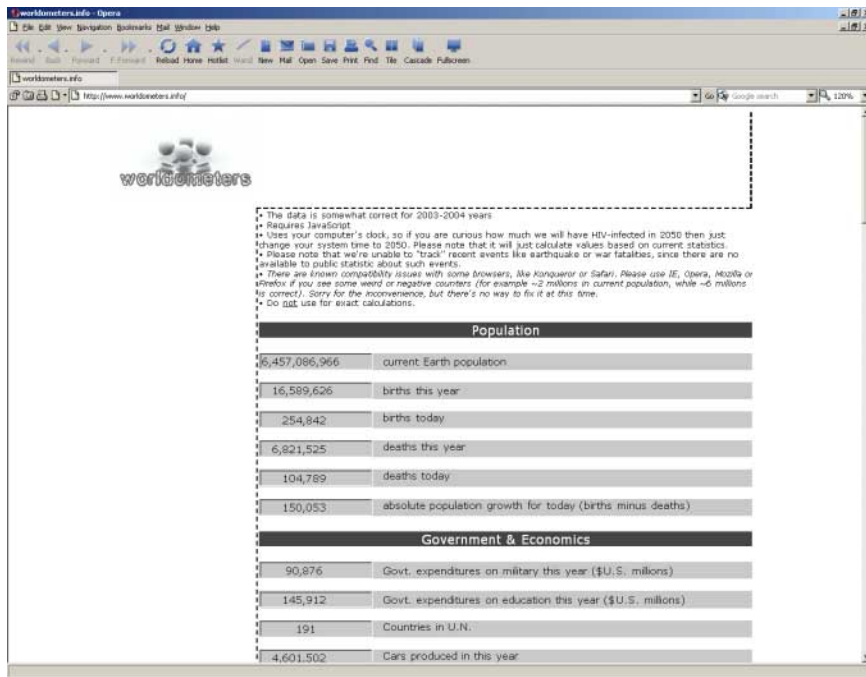 worldometers.info - Opera
File Edit View Navigation Bookmarks Mail Window Help
Rewind Back Forward F.Forward Reload Home Hotlist Wand New Mail Open Save Print Find Tile Cascade Fullscreen
worldometers.info
http://www.worldometers.info/ Go Google search 120%
worldometers
• The data is somewhat correct for 2003-2004 years
• Requires JavaScript
• Uses your computer's clock, so if you are curious how much we will have HIV-infected in 2050 then just
change your system time to 2050. Please note that it will just calculate values based on current statistics.
• Please note that we're unable to "track" recent events like earthquake or war fatalities, since there are no
available to public statistic about such events.
• There are known compatibility issues with some browsers, like Konqueror or Safari. Please use IE, Opera, Mozilla or
Firefox if you see some weird or negative counters (for example ~2 millions in current population, while ~6 millions
is correct). Sorry for the inconvenience, but there's no way to fix it at this time.
• Do not use for exact calculations.
Population
6,457,086,966 current Earth population
16,589,626 births this year
254,842 births today
6,821,525 deaths this year
104,789 deaths today
150,053 absolute population growth for today (births minus deaths)
Government & Economics
90,876 Govt. expenditures on military this year ($U.S. millions)
145,912 Govt. expenditures on education this year ($U.S. millions)
191 Countries in U.N.
4,601,502 Cars produced in this year